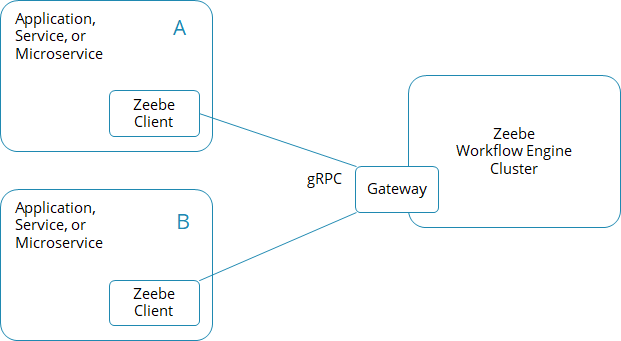 Application,
Service, or
Microservice
A
Zeebe
Client
Application,
Service, or
Microservice
B
Zeebe
Client
gRPC
Gateway
Zeebe
Workflow Engine
Cluster